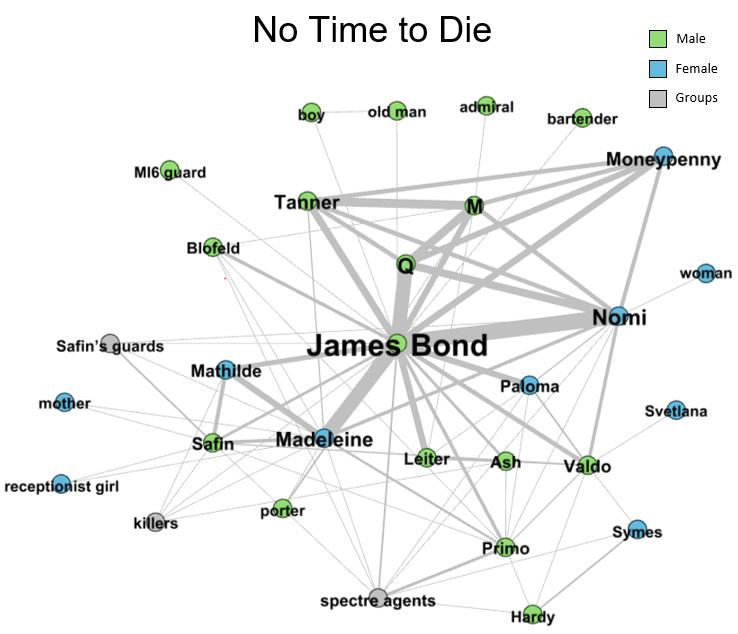 No Time to Die
Male
Female
Groups
boy
old man
admiral
bartender
Moneypenny
MI6 guard
Tanner
M
Blofeld
Q
woman
Nomi
Safin's guards
James Bond
Mathilde
Paloma
mother
Svetlana
Safin
Madeleine
Leiter
Ash
Valdo
receptionist girl
killers
porter
Symes
Primo
spectre agents
Hardy